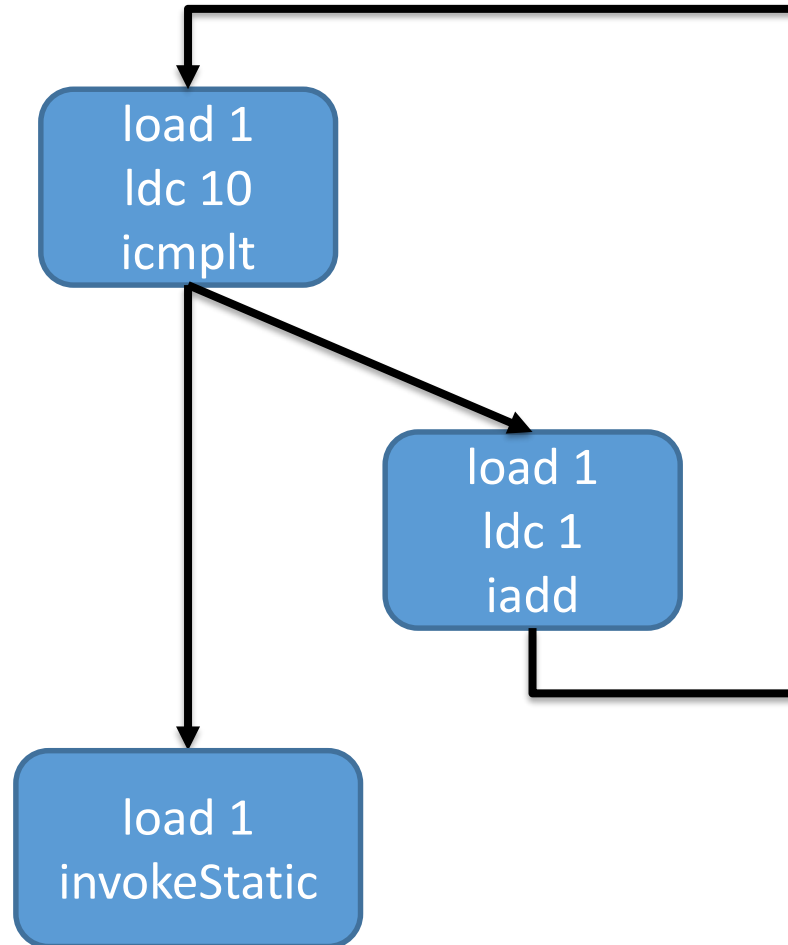 load 1
ldc 10
icmplt
load 1
ldc 1
iadd
load 1
invokeStatic